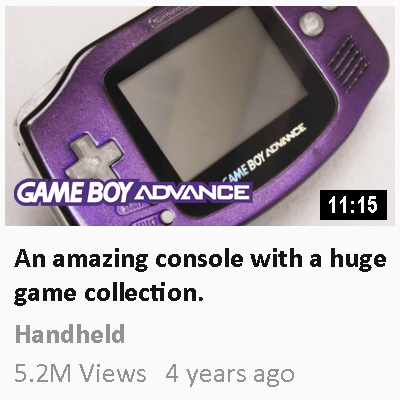 Nintendo
GAME BOY ADVANCE
GAME BOY ADVANCE
11:15
An amazing console with a huge
game collection.
Handheld
5.2M Views 4 years ago